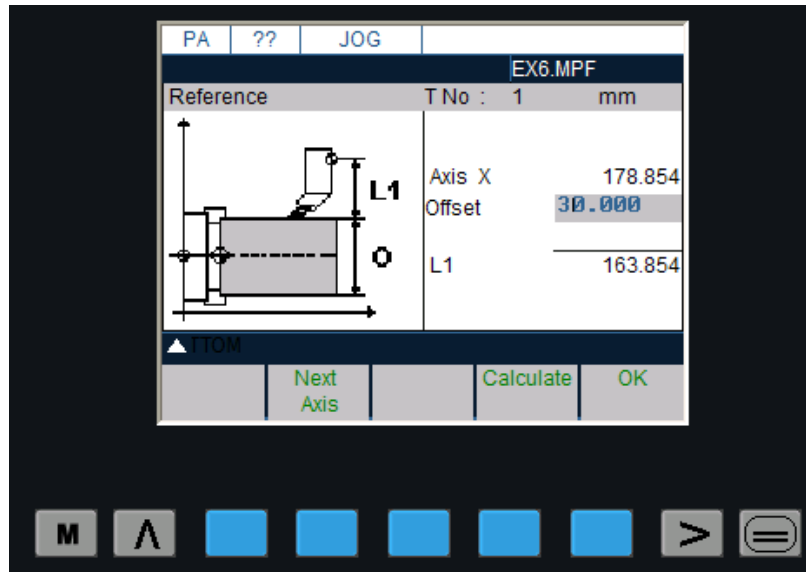 PA ?? JOG
EX6.MPF
Reference T No : 1 mm
L1
O
Axis X 178.854
Offset 30.000
L1 163.854
TTOM
Next Axis Calculate OK
M Λ >